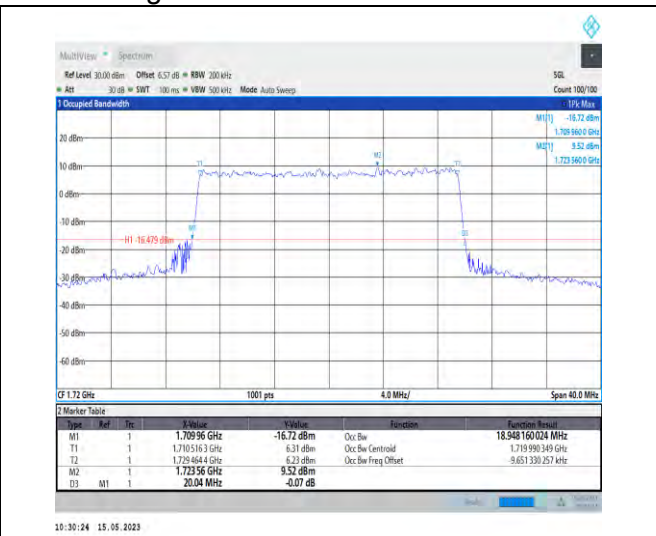 MultiView Spectrum
Ref Level 30.00 dBm Offset 6.57 dB RBW 200 kHz SGL
Att 30 dB SWT 100 ms VBW 500 kHz Mode Auto Sweep Count 100/100
1 Occupied Bandwidth 1Pk Max
M1[1] -16.72 dBm
1.709 960 0 GHz
M2[1] 9.52 dBm
1.723 560 0 GHz
20 dBm
M2
10 dBm T1 T2
0 dBm
-10 dBm
M1 D3
H1 -16.479 dBm
-20 dBm
-30 dBm
-40 dBm
-50 dBm
-60 dBm
CF 1.72 GHz 1001 pts 4.0 MHz/ Span 40.0 MHz
2 Marker Table
Type Ref Trc X-Value Y-Value Function Function Result
M1 1 1.709 96 GHz -16.72 dBm Occ Bw 18.948 160 024 MHz
T1 1 1.710 516 3 GHz 6.31 dBm Occ Bw Centroid 1.719 990 349 GHz
T2 1 1.729 464 4 GHz 6.23 dBm Occ Bw Freq Offset -9.651 330 257 kHz
M2 1 1.723 56 GHz 9.52 dBm
D3 M1 1 20.04 MHz -0.07 dB
10:30:24 15.05.2023